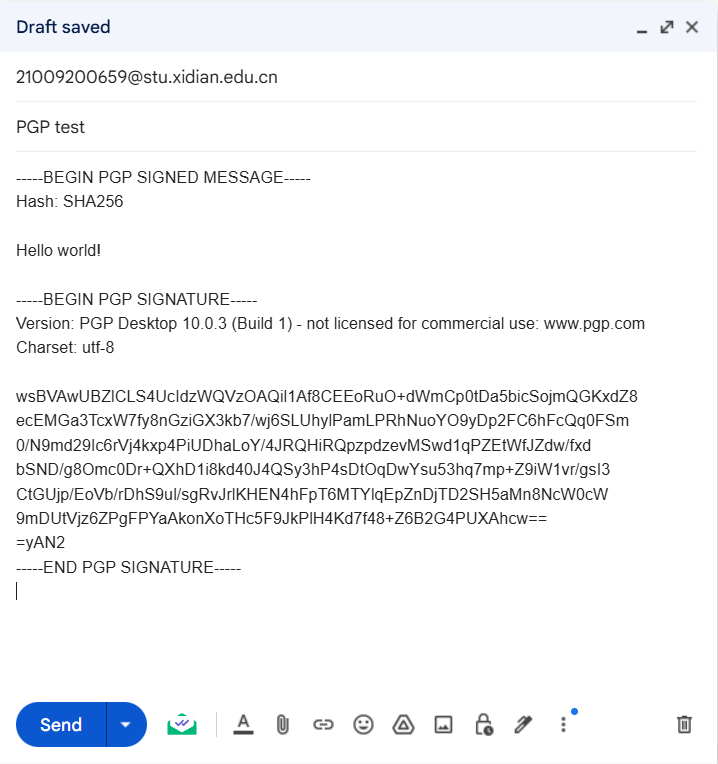 Draft saved
21009200659@stu.xidian.edu.cn
PGP test
-----BEGIN PGP SIGNED MESSAGE-----
Hash: SHA256
Hello world!
-----BEGIN PGP SIGNATURE-----
Version: PGP Desktop 10.0.3 (Build 1) - not licensed for commercial use: www.pgp.com
Charset: utf-8
wsBVAwUBZlCLS4UcIdzWQVzOAQiI1Af8CEEoRuO+dWmCp0tDa5bicSojmQGKxdZ8
ecEMGa3TcxW7fy8nGziGX3kb7/wj6SLUhylPamLPRhNuoYO9yDp2FC6hFcQq0FSm
0/N9md29lc6rVj4kxp4PiUDhaLoY/4JRQHiRQpzpdzevMSwd1qPZEtWfJZdw/fxd
bSND/g8Omc0Dr+QXhD1i8kd40J4QSy3hP4sDtOqDwYsu53hq7mp+Z9iW1vr/gsI3
CtGUjp/EoVb/rDhS9ul/sgRvJrlKHEN4hFpT6MTYlqEpZnDjTD2SH5aMn8NcW0cW
9mDUtVjz6ZPgFPYaAkonXoTHc5F9JkPlH4Kd7f48+Z6B2G4PUXAhcw==
=yAN2
-----END PGP SIGNATURE-----
Send